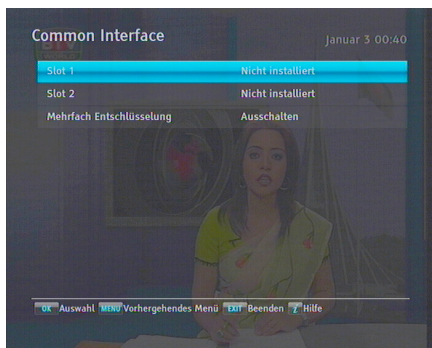 Common Interface
Januar 3 00:40
Slot 1 Nicht installiert
Slot 2 Nicht installiert
Mehrfach Entschlüsselung Ausschalten
OK Auswahl MENU Vorhergehendes Menü EXIT Beenden i Hilfe